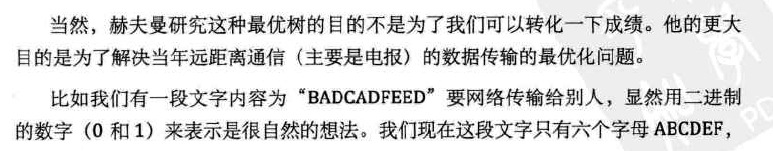 当然，赫夫曼研究这种最优树的目的不是为了我们可以转化一下成绩。他的更大
目的是为了解决当年远距离通信（主要是电报）的数据传输的最优化问题。
比如我们有一段文字内容为“BADCADFEED”要网络传输给别人，显然用二进制
的数字（0 和 1）来表示是很自然的想法。我们现在这段文字只有六个字母 ABCDEF，